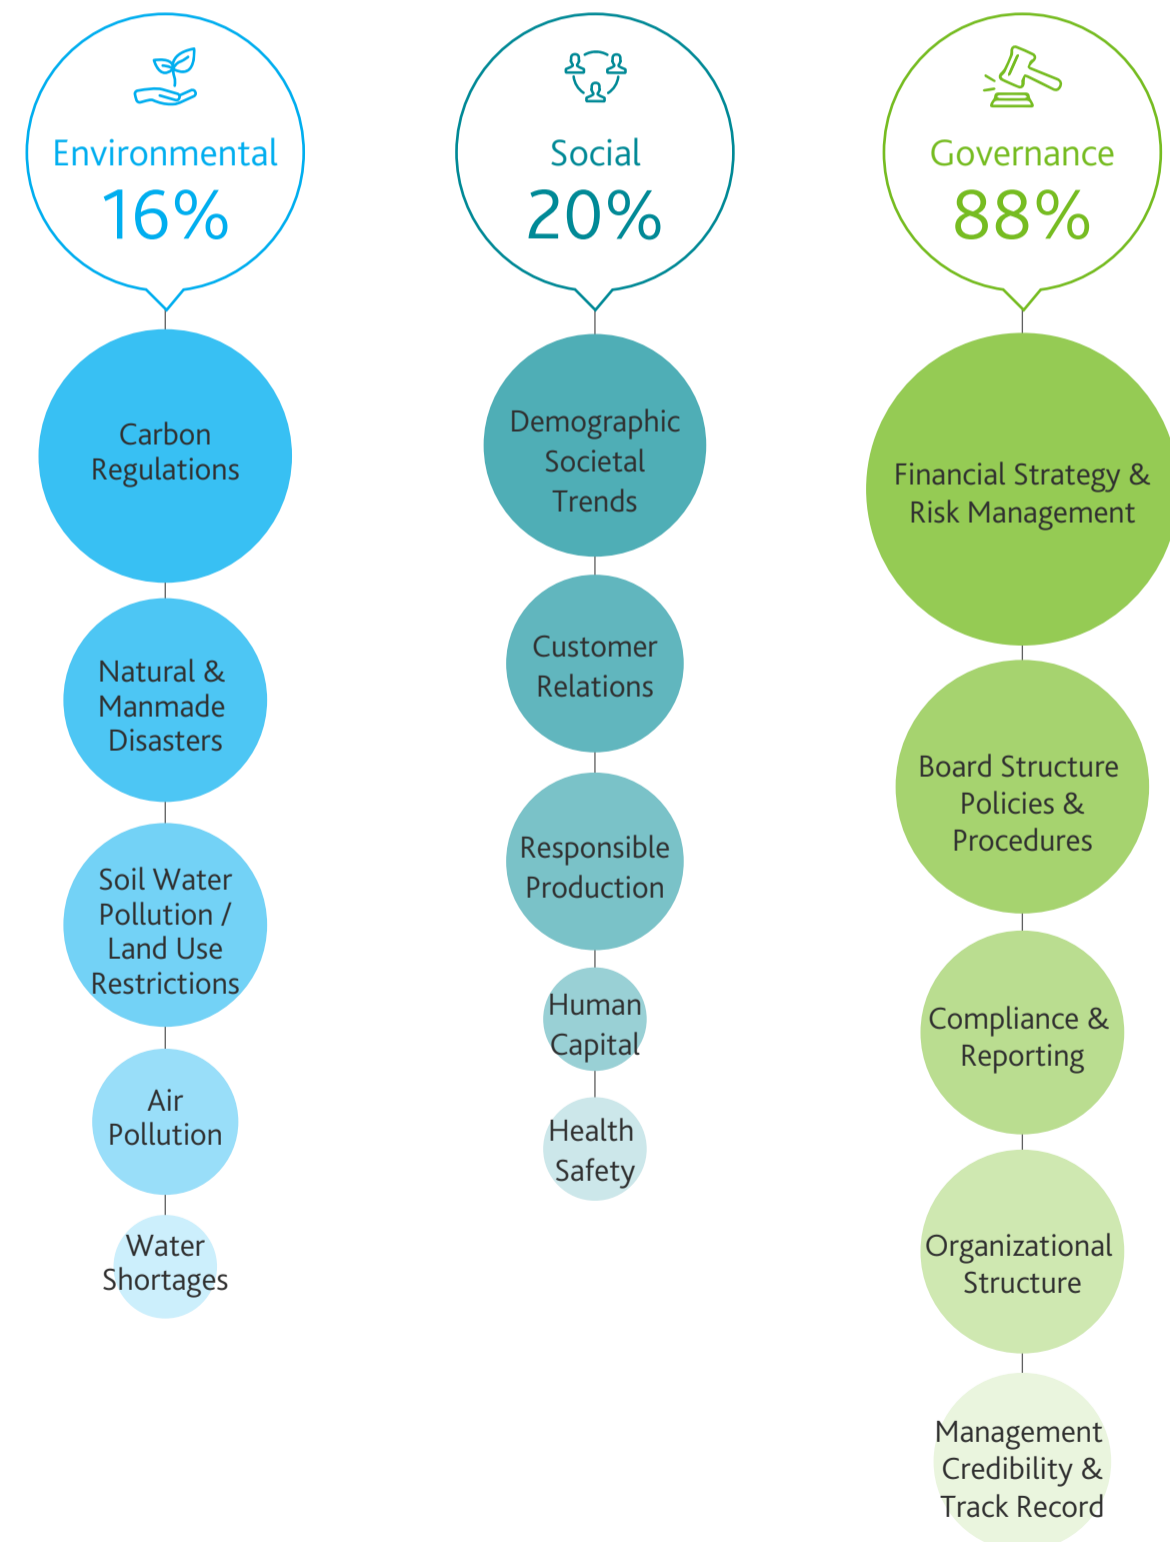 Environmental
16%
Carbon
Regulations
Natural &
Manmade
Disasters
Soil Water
Pollution /
Land Use
Restrictions
Air
Pollution
Water
Shortages
Social
20%
Demographic
Societal
Trends
Customer
Relations
Responsible
Production
Human
Capital
Health
Safety
Governance
88%
Financial Strategy &
Risk Management
Board Structure
Policies &
Procedures
Compliance &
Reporting
Organizational
Structure
Management
Credibility &
Track Record